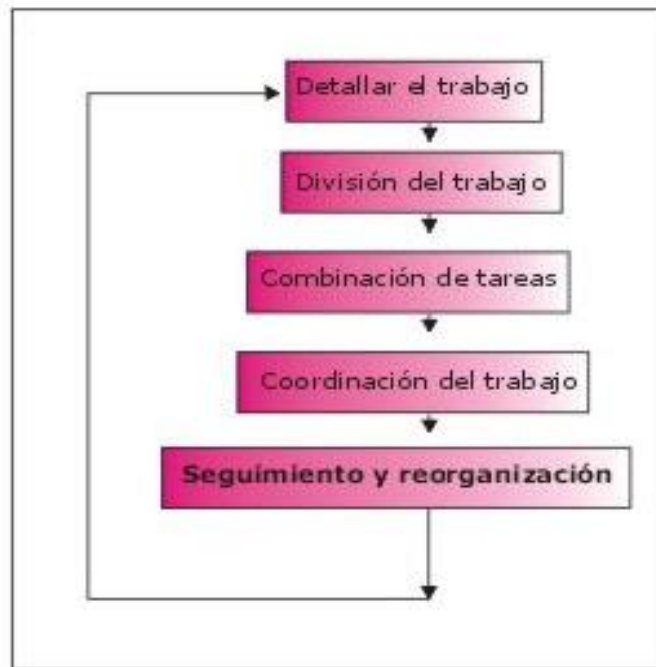 Detallar el trabajo
División del trabajo
Combinación de tareas
Coordinación del trabajo
Seguimiento y reorganización